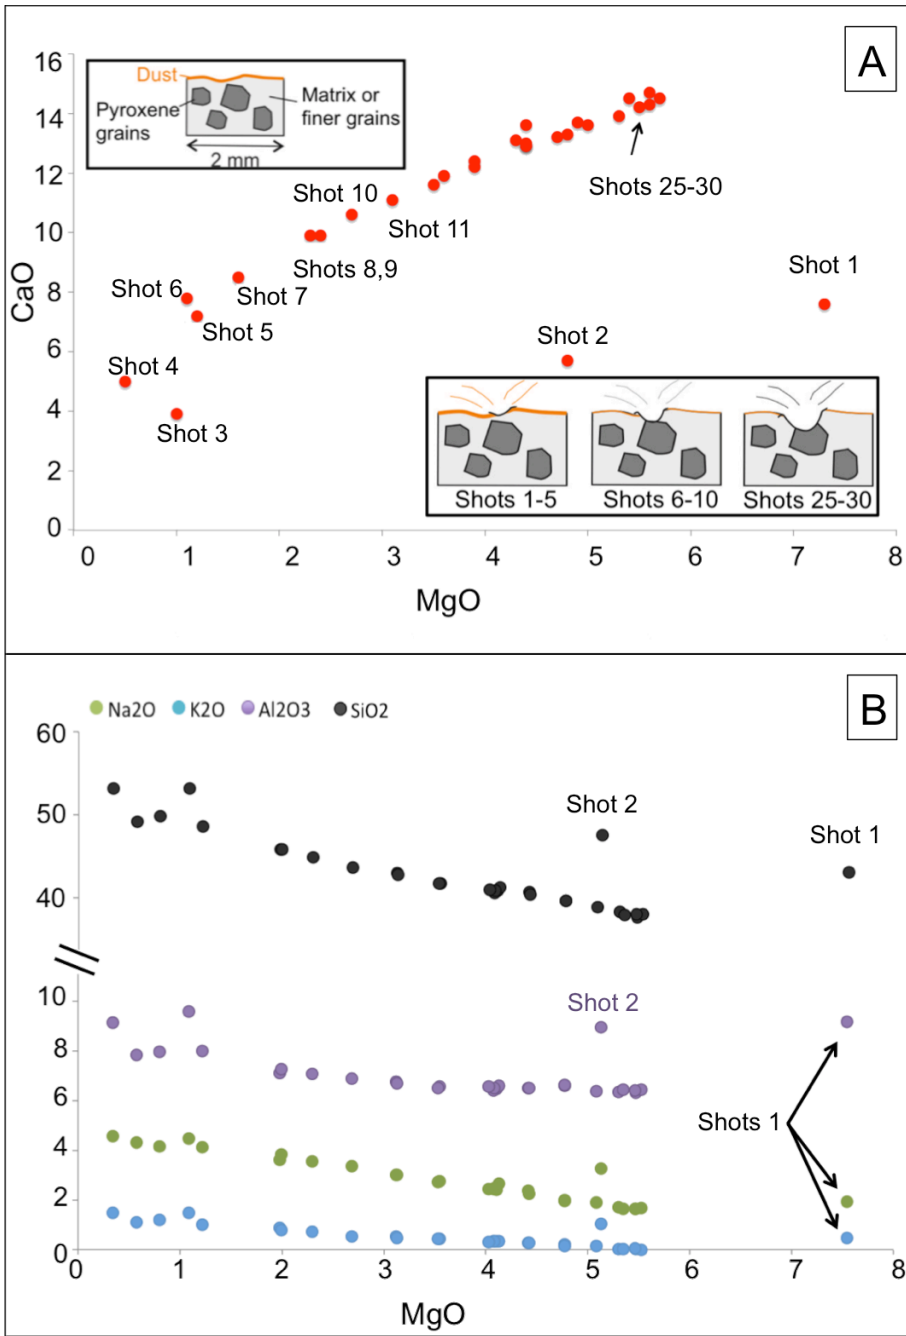 A
16
14
12
10
8
6
4
2
0
CaO
Dust
Pyroxene
grains
Matrix or
finer grains
2 mm
Shot 10
Shot 11
Shots 25-30
Shots 8,9
Shot 6
Shot 7
Shot 5
Shot 4
Shot 3
Shot 1
Shot 2
Shots 1-5
Shots 6-10
Shots 25-30
0 1 2 3 4 5 6 7 8
MgO
B
Na2O K2O Al2O3 SiO2
60
50
40
10
8
6
4
2
0
Shot 2
Shot 1
Shot 2
Shots 1
0 1 2 3 4 5 6 7 8
MgO